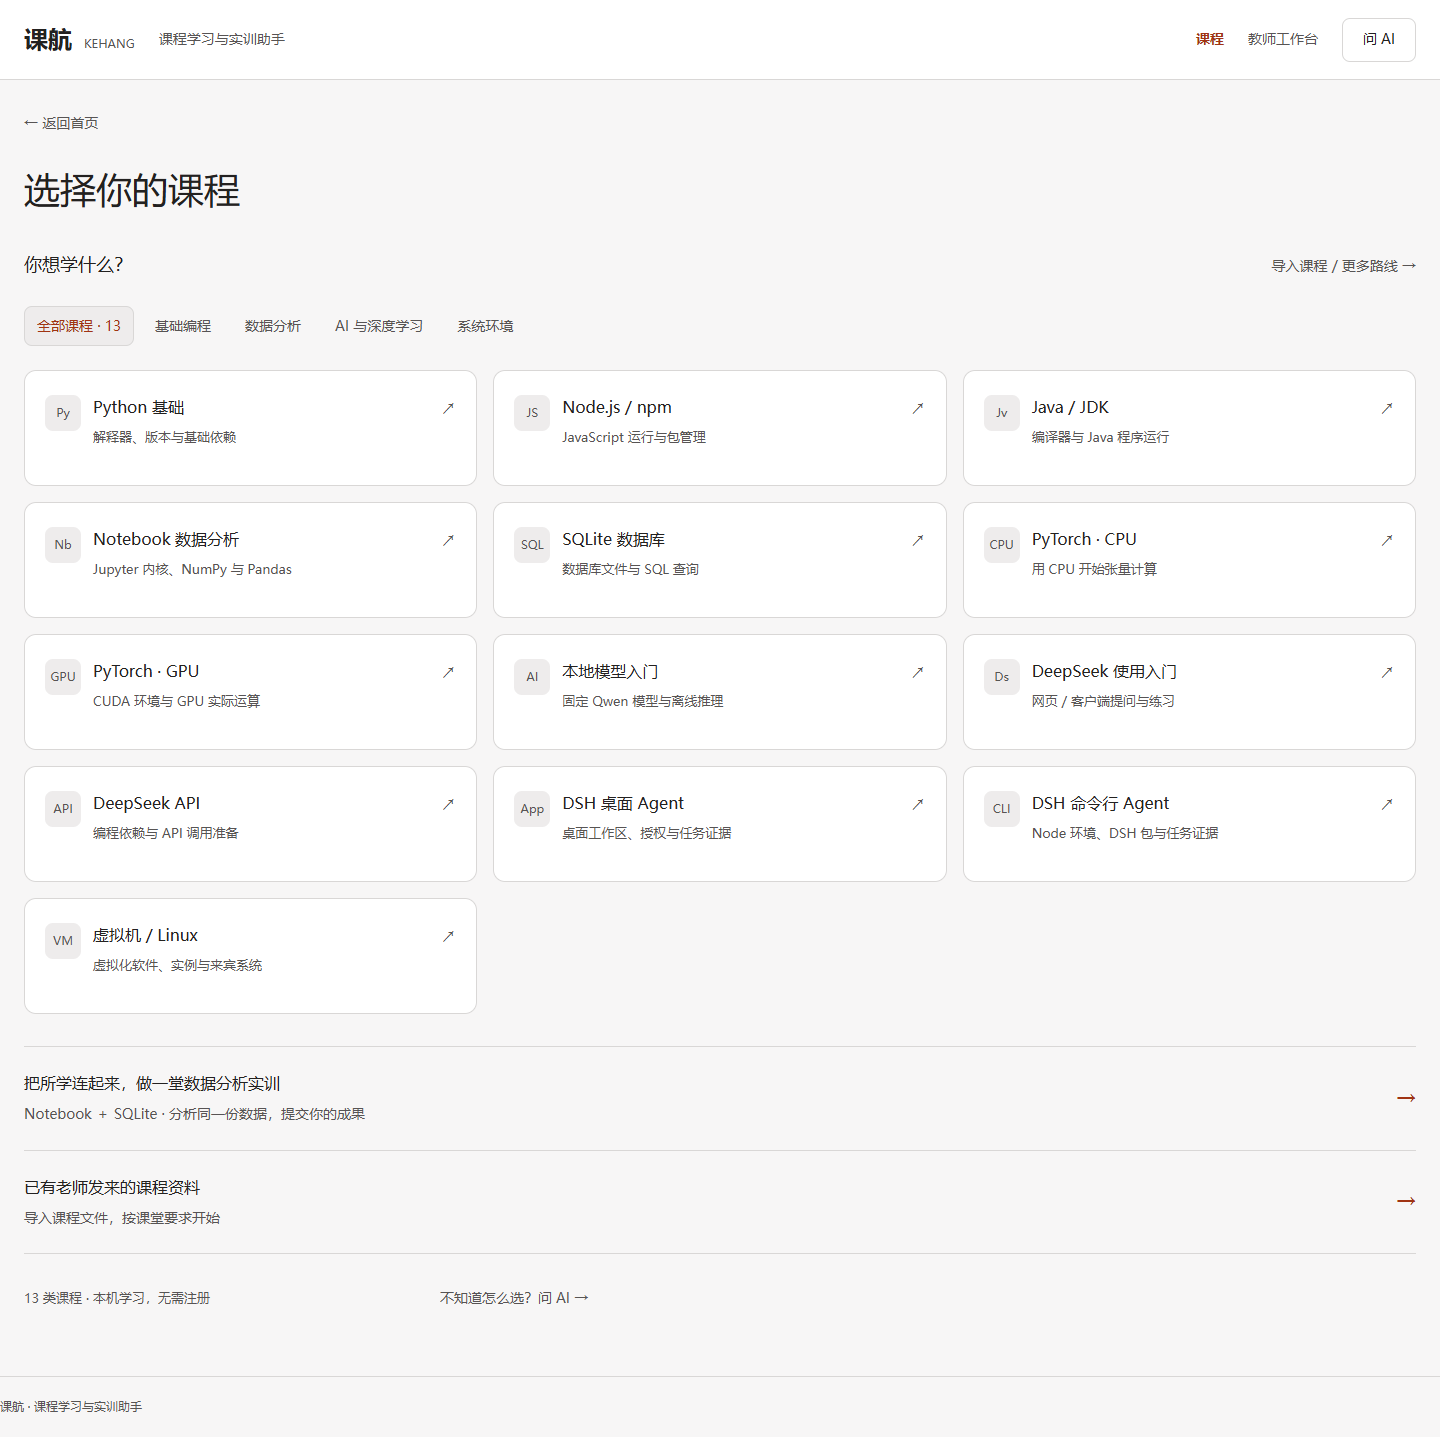 课航 KEHANG 课程学习与实训助手 课程 教师工作台 问 AI
← 返回首页
选择你的课程
你想学什么？ 导入课程 / 更多路线 →
全部课程 · 13 基础编程 数据分析 AI 与深度学习 系统环境
Py Python 基础 ↗
解释器、版本与基础依赖
JS Node.js / npm ↗
JavaScript 运行与包管理
Jv Java / JDK ↗
编译器与 Java 程序运行
Nb Notebook 数据分析 ↗
Jupyter 内核、NumPy 与 Pandas
SQL SQLite 数据库 ↗
数据库文件与 SQL 查询
CPU PyTorch · CPU ↗
用 CPU 开始张量计算
GPU PyTorch · GPU ↗
CUDA 环境与 GPU 实际运算
AI 本地模型入门 ↗
固定 Qwen 模型与离线推理
Ds DeepSeek 使用入门 ↗
网页 / 客户端提问与练习
API DeepSeek API ↗
编程依赖与 API 调用准备
App DSH 桌面 Agent ↗
桌面工作区、授权与任务证据
CLI DSH 命令行 Agent ↗
Node 环境、DSH 包与任务证据
VM 虚拟机 / Linux ↗
虚拟化软件、实例与来宾系统
把所学连起来，做一堂数据分析实训 →
Notebook + SQLite · 分析同一份数据，提交你的成果
已有老师发来的课程资料 →
导入课程文件，按课堂要求开始
13 类课程 · 本机学习，无需注册 不知道怎么选？问 AI →
课航 · 课程学习与实训助手